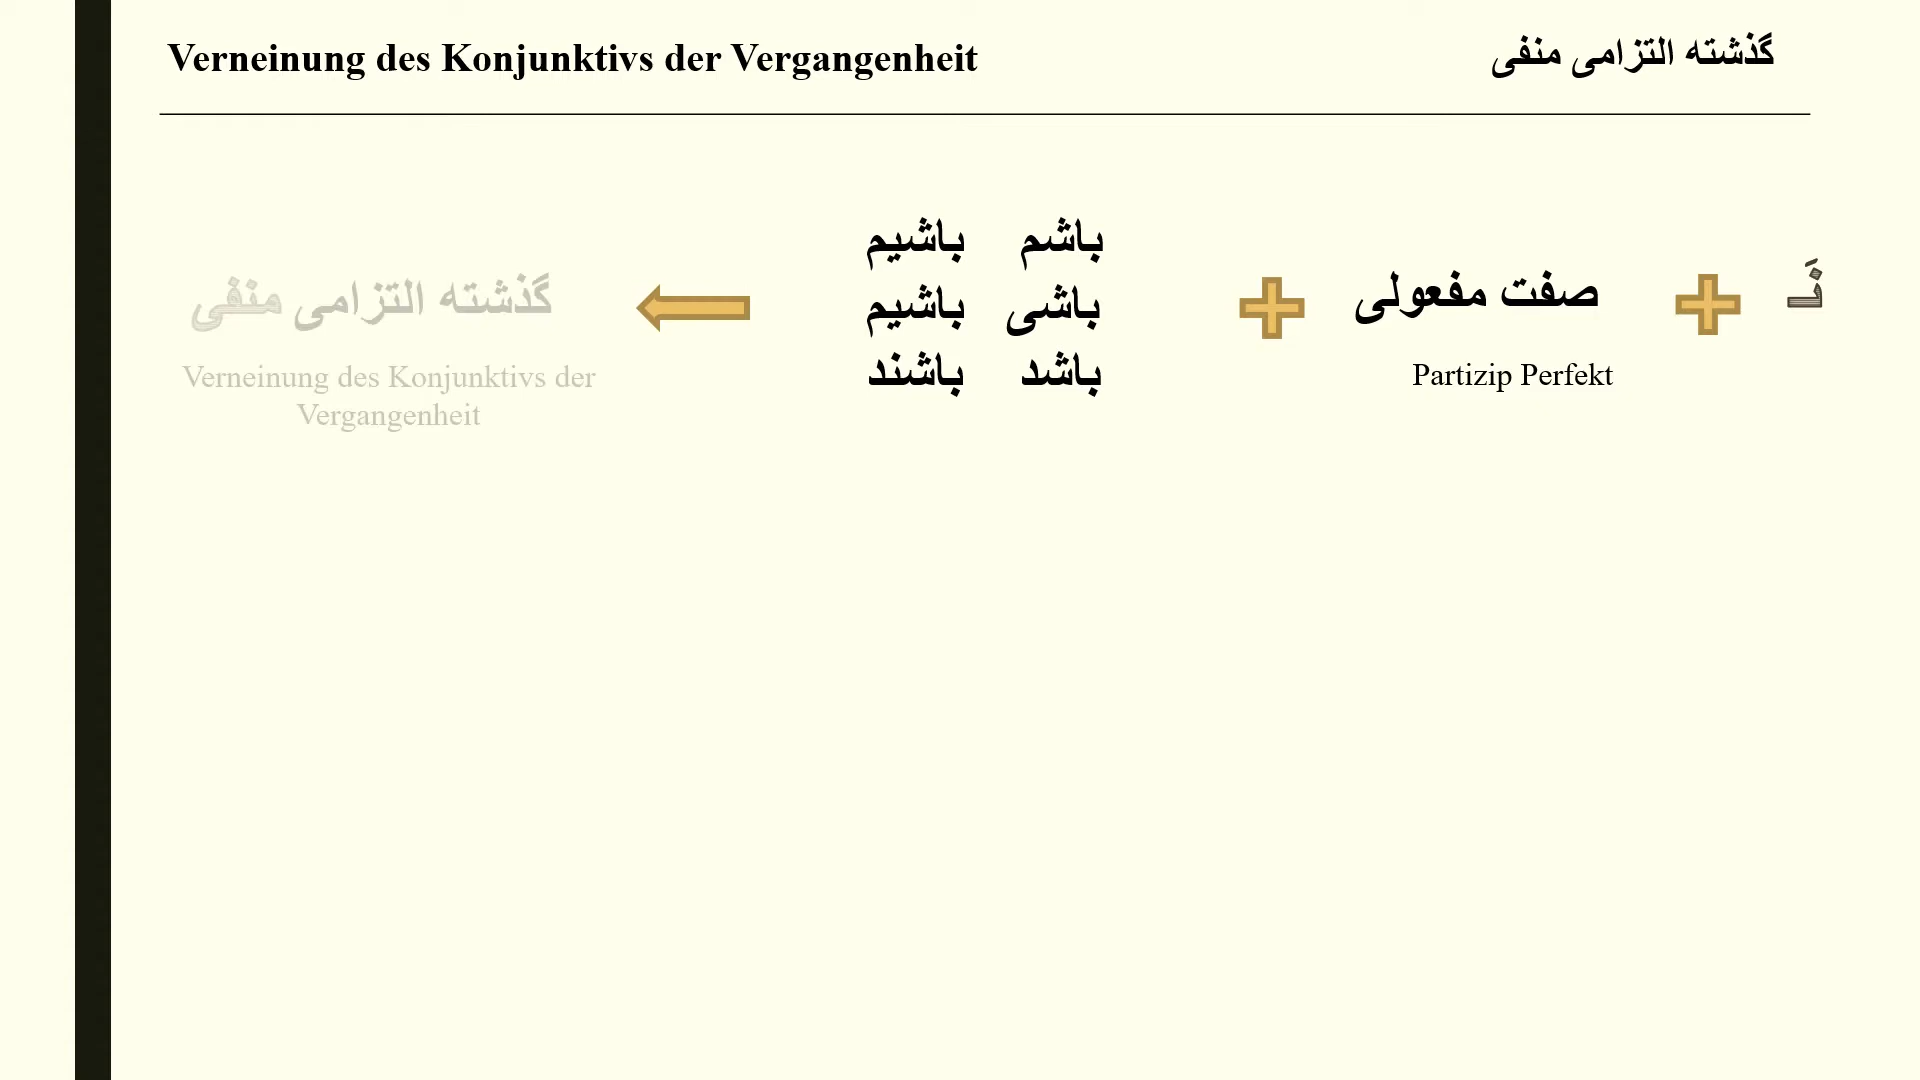 Verneinung des Konjunktivs der Vergangenheit
گذشته التزامی منفی
نَـ
صفت مفعولی
Partizip Perfekt
باشم باشیم
باشی باشیم
باشد باشند
گذشته التزامی منفی
Verneinung des Konjunktivs der
Vergangenheit